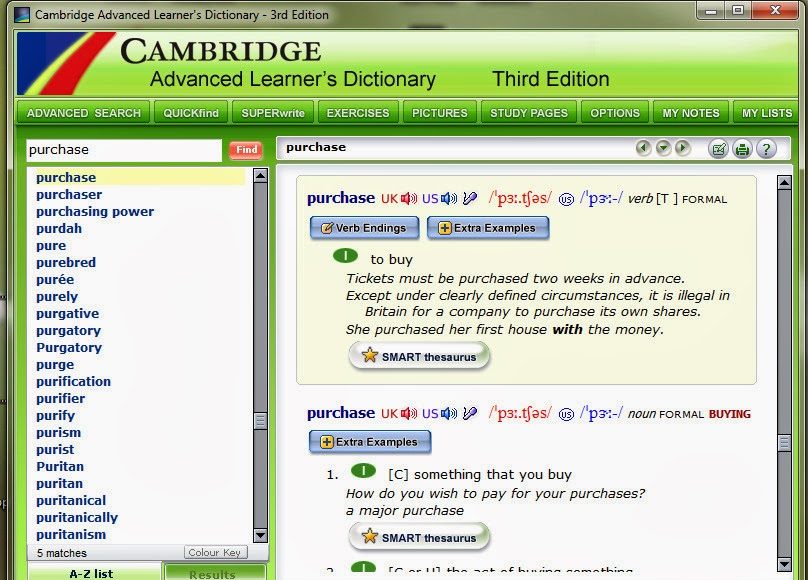 Cambridge Advanced Learner's Dictionary - 3rd Edition
CAMBRIDGE
Advanced Learner's Dictionary Third Edition
ADVANCED SEARCH QUICKfind SUPERwrite EXERCISES PICTURES STUDY PAGES OPTIONS MY NOTES MY LISTS
purchase Find
purchase
purchaser
purchasing power
purdah
pure
purebred
purée
purely
purgative
purgatory
Purgatory
purge
purification
purifier
purify
purism
purist
Puritan
puritan
puritanical
puritanically
puritanism
5 matches Colour Key
A-Z list Results
purchase ?
purchase UK US /ˈpɜː.tʃəs/ US /ˈpɝː-/ verb [T ] FORMAL
Verb Endings Extra Examples
I to buy
Tickets must be purchased two weeks in advance.
Except under clearly defined circumstances, it is illegal in
Britain for a company to purchase its own shares.
She purchased her first house with the money.
SMART thesaurus
purchase UK US /ˈpɜː.tʃəs/ US /ˈpɝː-/ noun FORMAL BUYING
Extra Examples
1. I [C] something that you buy
How do you wish to pay for your purchases?
a major purchase
SMART thesaurus
2. I [C or U] the act of buying something